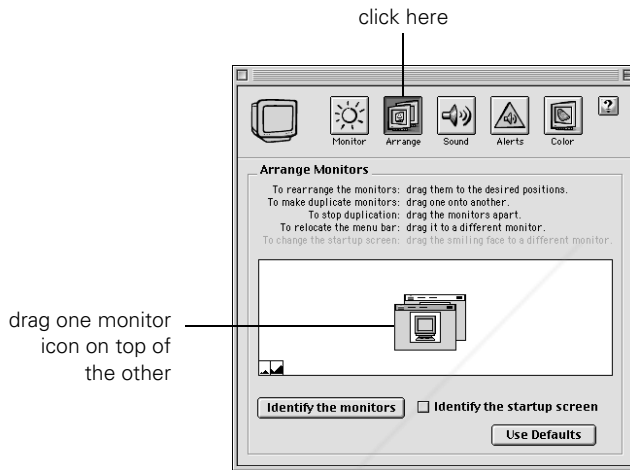 click here
Monitor Arrange Sound Alerts Color
?
Arrange Monitors
To rearrange the monitors: drag them to the desired positions.
To make duplicate monitors: drag one onto another.
To stop duplication: drag the monitors apart.
To relocate the menu bar: drag it to a different monitor.
To change the startup screen: drag the smiling face to a different monitor.
drag one monitor
icon on top of
the other
Identify the monitors
Identify the startup screen
Use Defaults